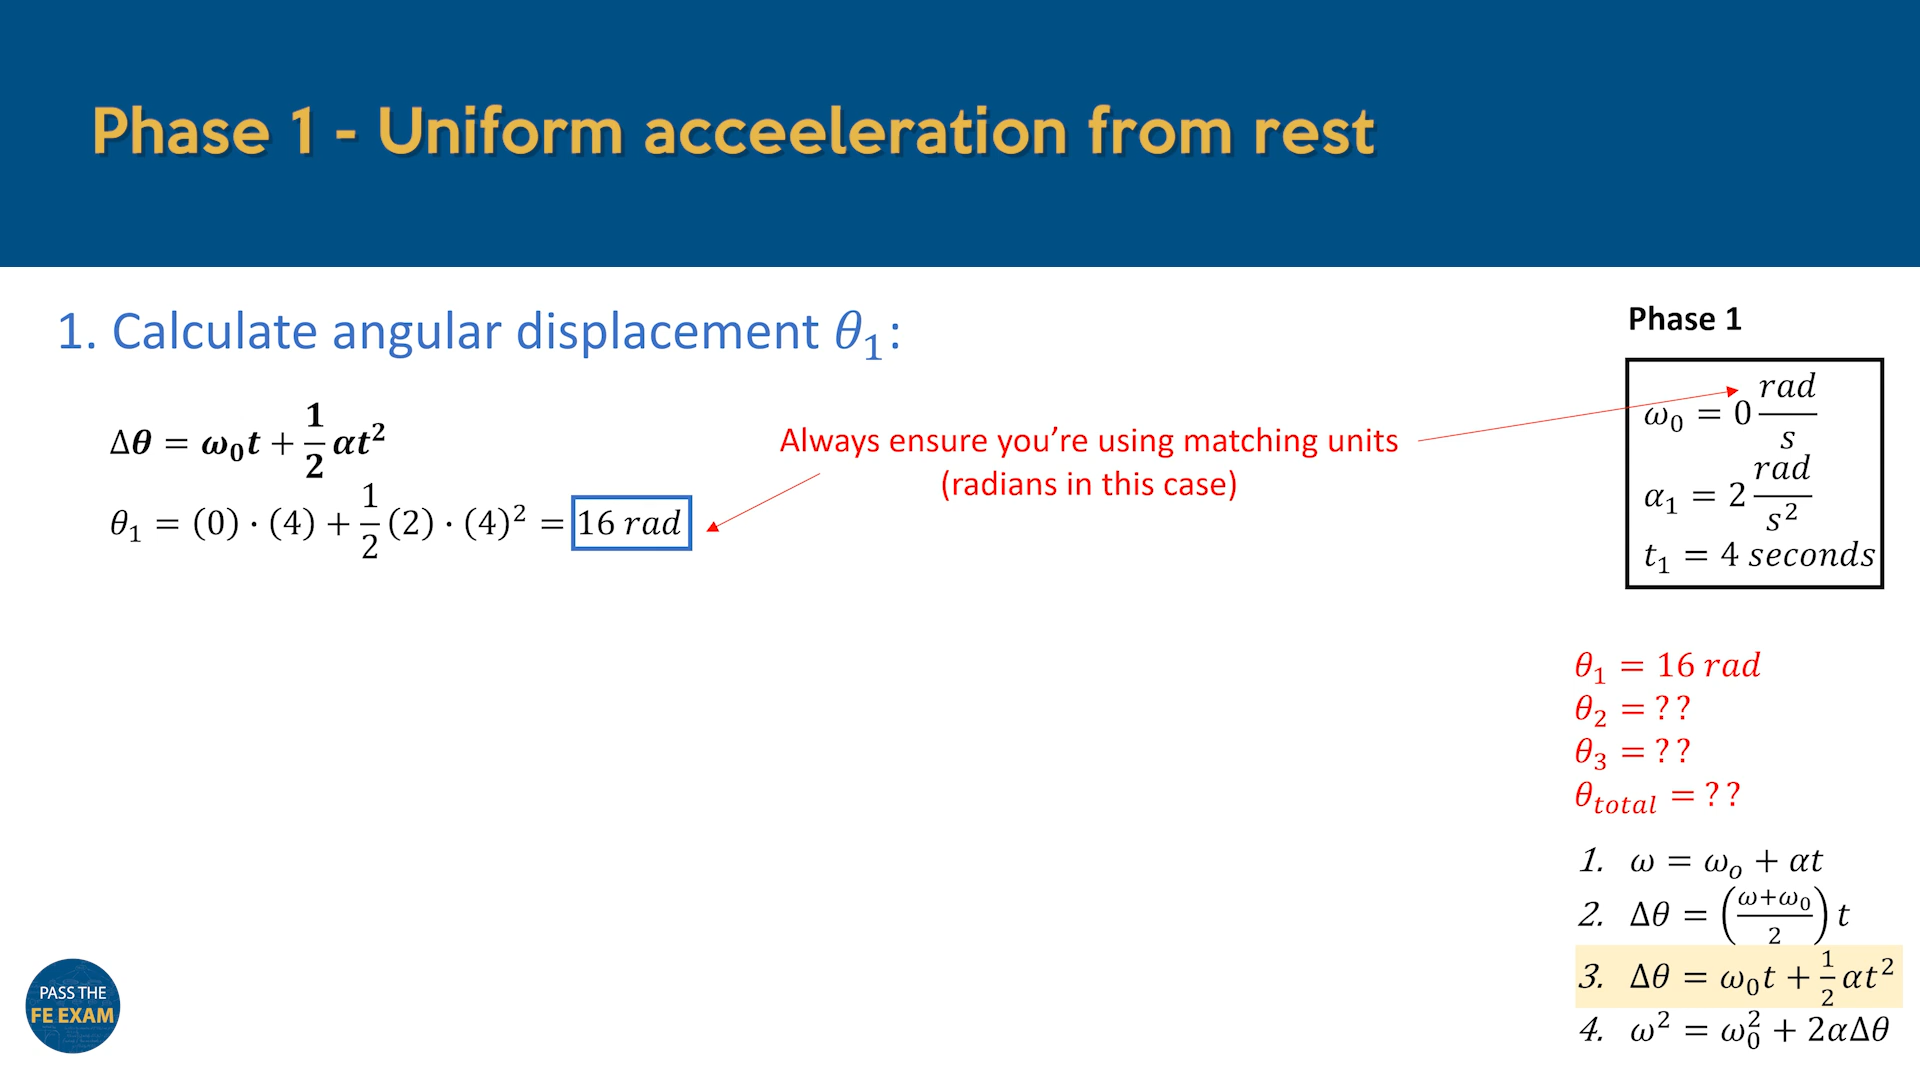 Phase 1 - Uniform acceeleration from rest
1. Calculate angular displacement θ₁:
Δθ = ω₀t + 1/2 αt²
θ₁ = (0) · (4) + 1/2 (2) · (4)² = 16 rad
Always ensure you’re using matching units
(radians in this case)
Phase 1
ω₀ = 0 rad/s
α₁ = 2 rad/s²
t₁ = 4 seconds
θ₁ = 16 rad
θ₂ = ??
θ₃ = ??
θ_total = ??
1. ω = ω_o + αt
2. Δθ = ((ω+ω₀)/2) t
3. Δθ = ω₀t + 1/2 αt²
4. ω² = ω₀² + 2αΔθ
PASS THE
FE EXAM